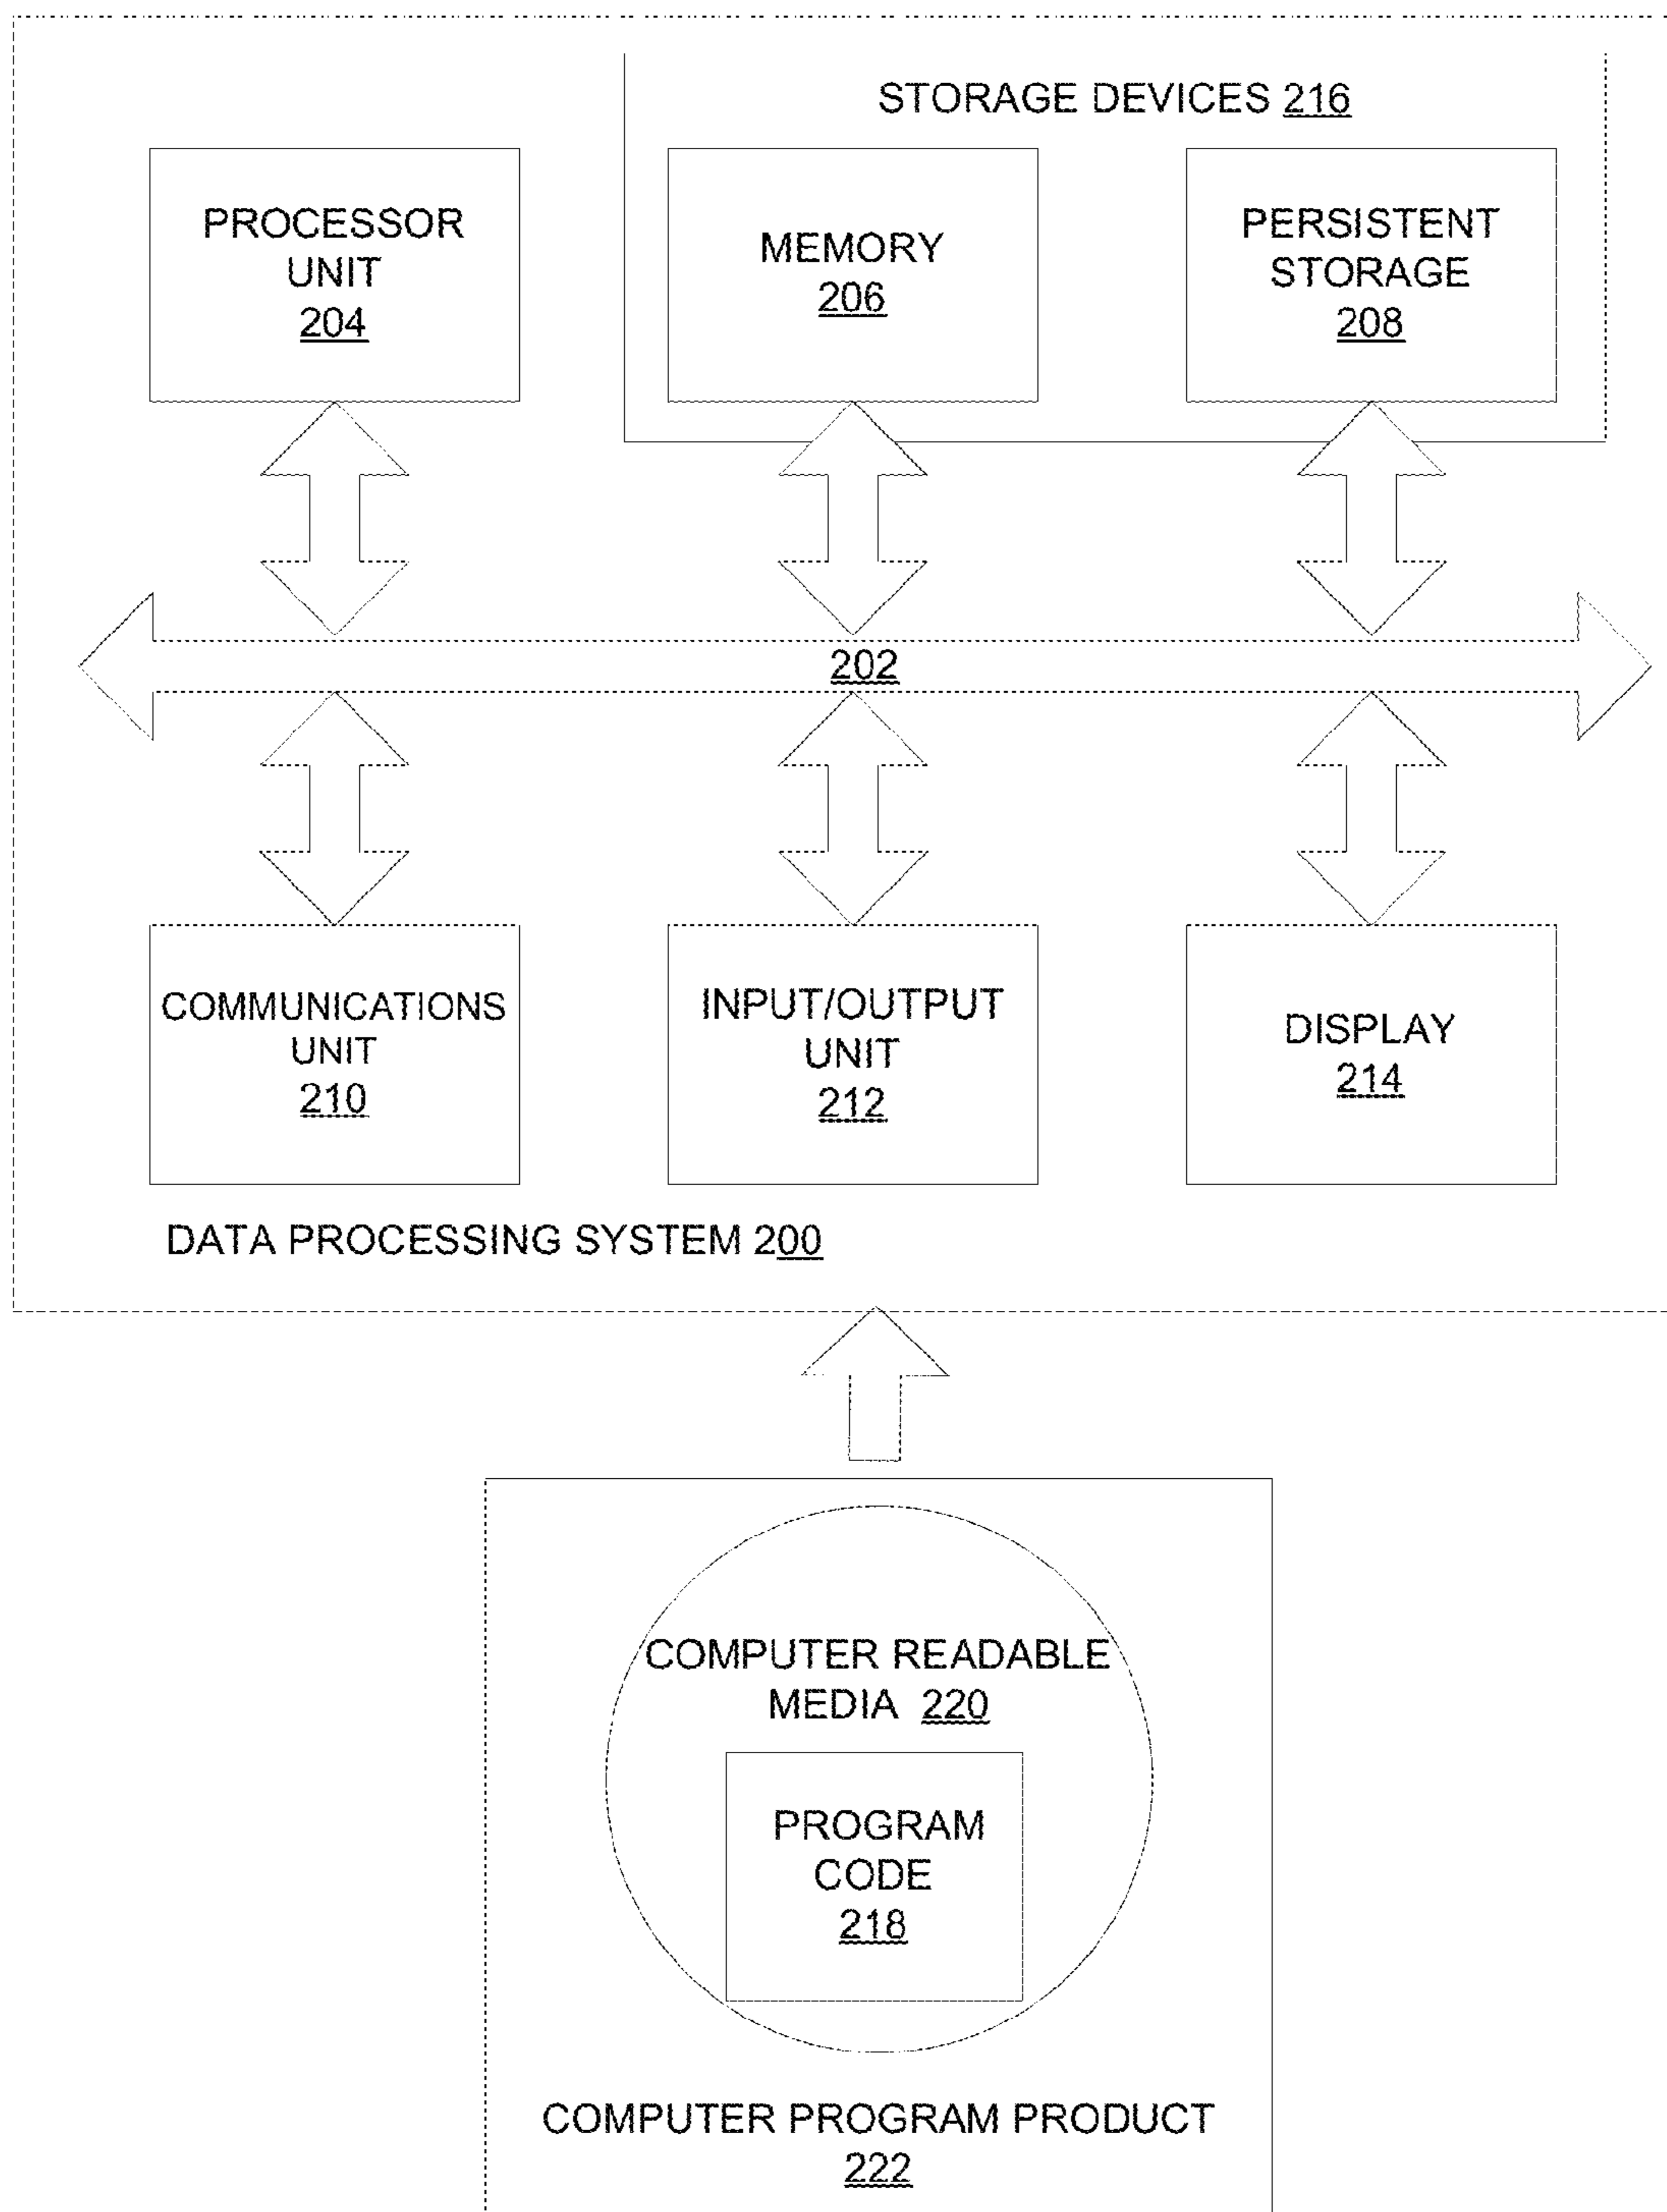 STORAGE DEVICES 216
PROCESSOR
UNIT
204
MEMORY
206
PERSISTENT
STORAGE
208
202
COMMUNICATIONS
UNIT
210
INPUT/OUTPUT
UNIT
212
DISPLAY
214
DATA PROCESSING SYSTEM 200
COMPUTER READABLE
MEDIA 220
PROGRAM
CODE
218
COMPUTER PROGRAM PRODUCT
222